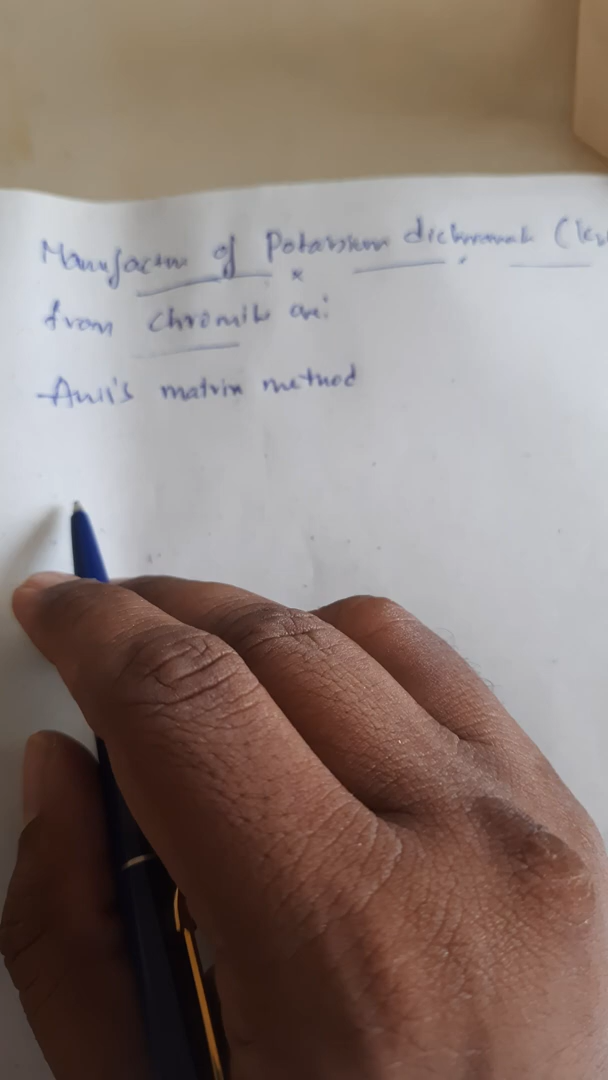 Manufacture of Potassium dichromate (
from chromite ore:
Anil's matrix method